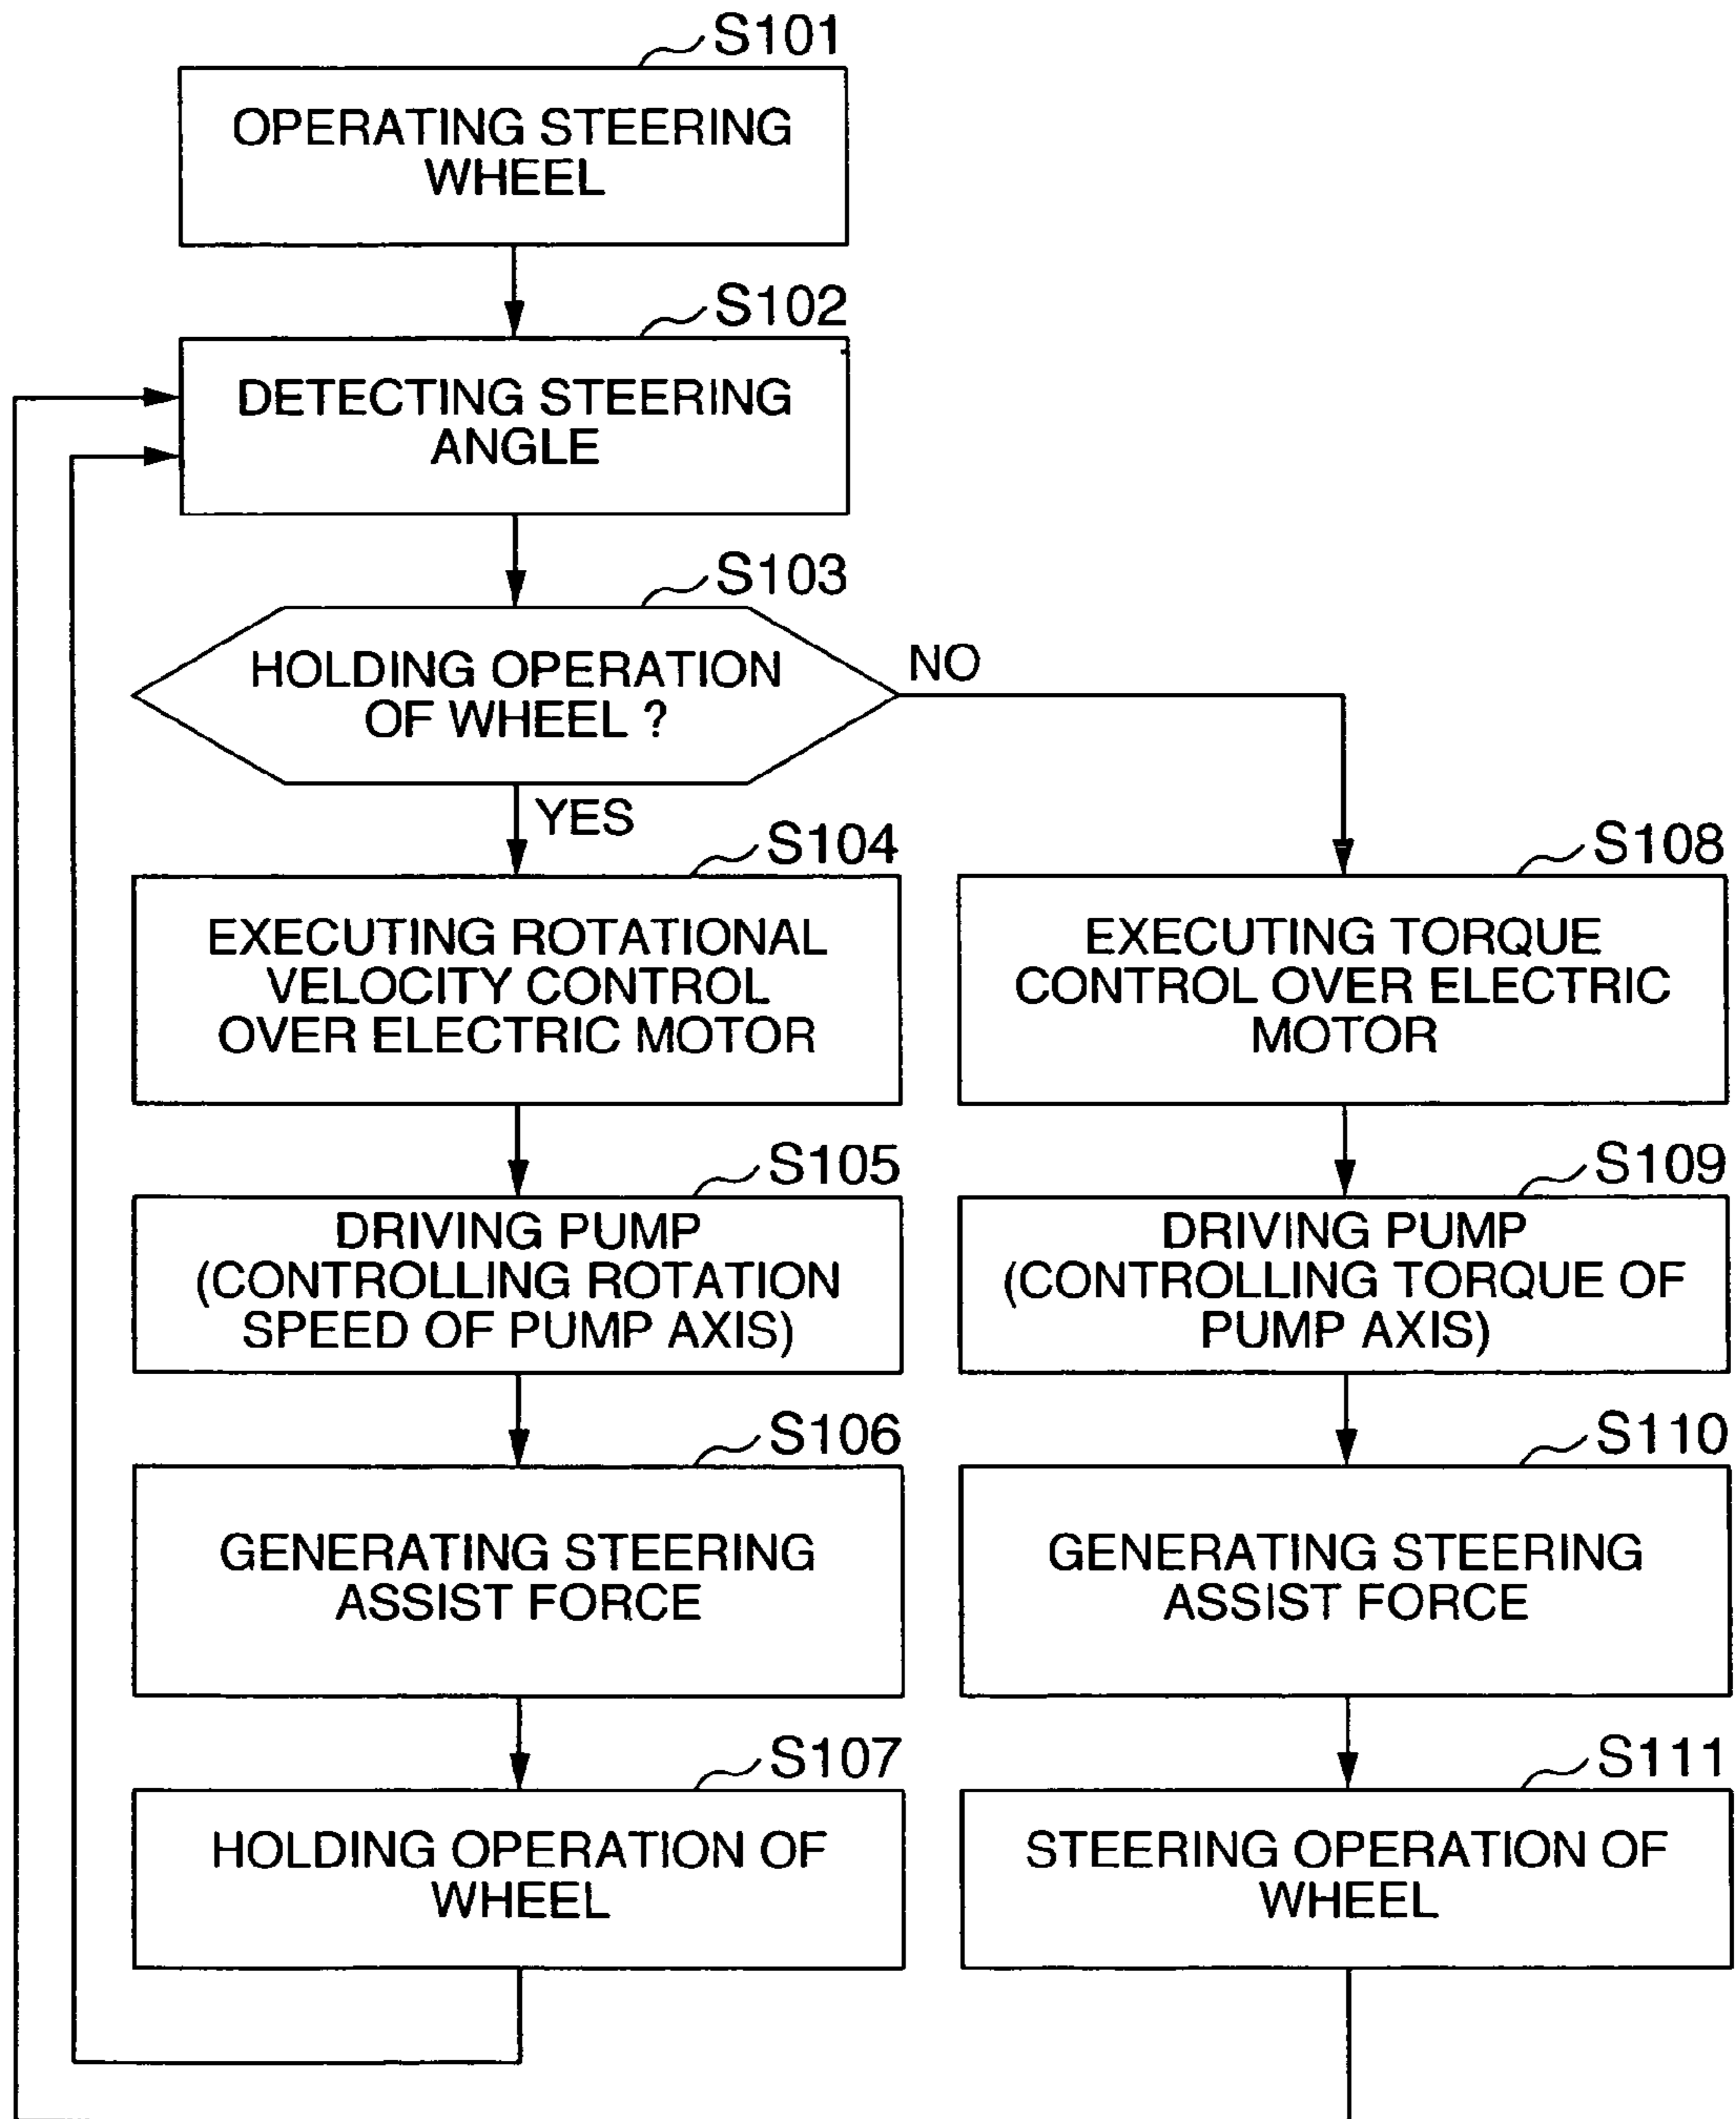 S101
OPERATING STEERING
WHEEL
S102
DETECTING STEERING
ANGLE
S103
HOLDING OPERATION
OF WHEEL ?
NO
YES
S104
EXECUTING ROTATIONAL
VELOCITY CONTROL
OVER ELECTRIC MOTOR
S105
DRIVING PUMP
(CONTROLLING ROTATION
SPEED OF PUMP AXIS)
S106
GENERATING STEERING
ASSIST FORCE
S107
HOLDING OPERATION OF
WHEEL
S108
EXECUTING TORQUE
CONTROL OVER ELECTRIC
MOTOR
S109
DRIVING PUMP
(CONTROLLING TORQUE OF
PUMP AXIS)
S110
GENERATING STEERING
ASSIST FORCE
S111
STEERING OPERATION OF
WHEEL